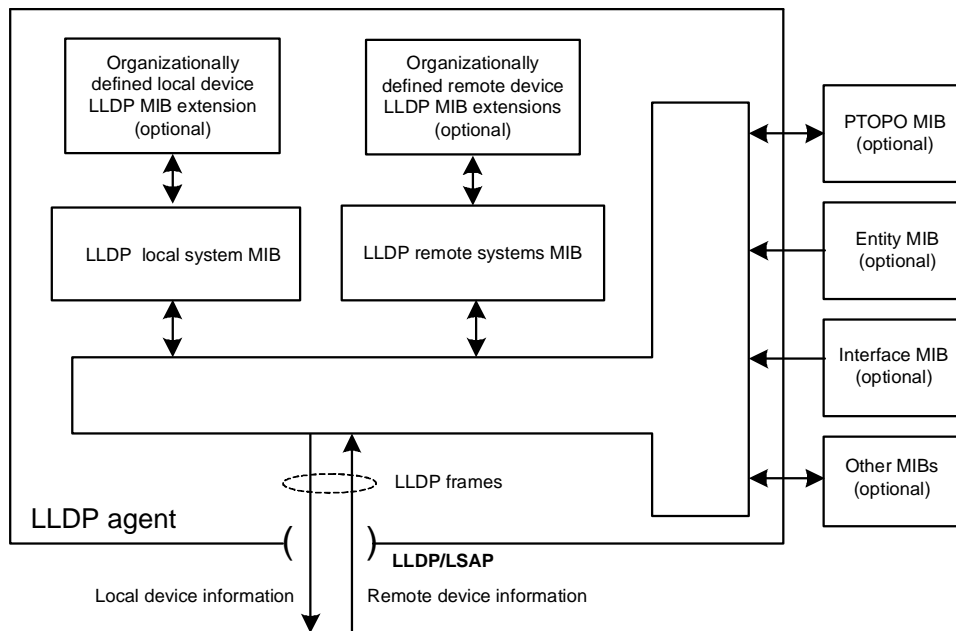 Organizationally
defined local device
LLDP MIB extension
(optional)
Organizationally
defined remote device
LLDP MIB extensions
(optional)
PTOPO MIB
(optional)
LLDP local system MIB
LLDP remote systems MIB
Entity MIB
(optional)
Interface MIB
(optional)
LLDP frames
Other MIBs
(optional)
LLDP agent
( )
LLDP/LSAP
Local device information
Remote device information